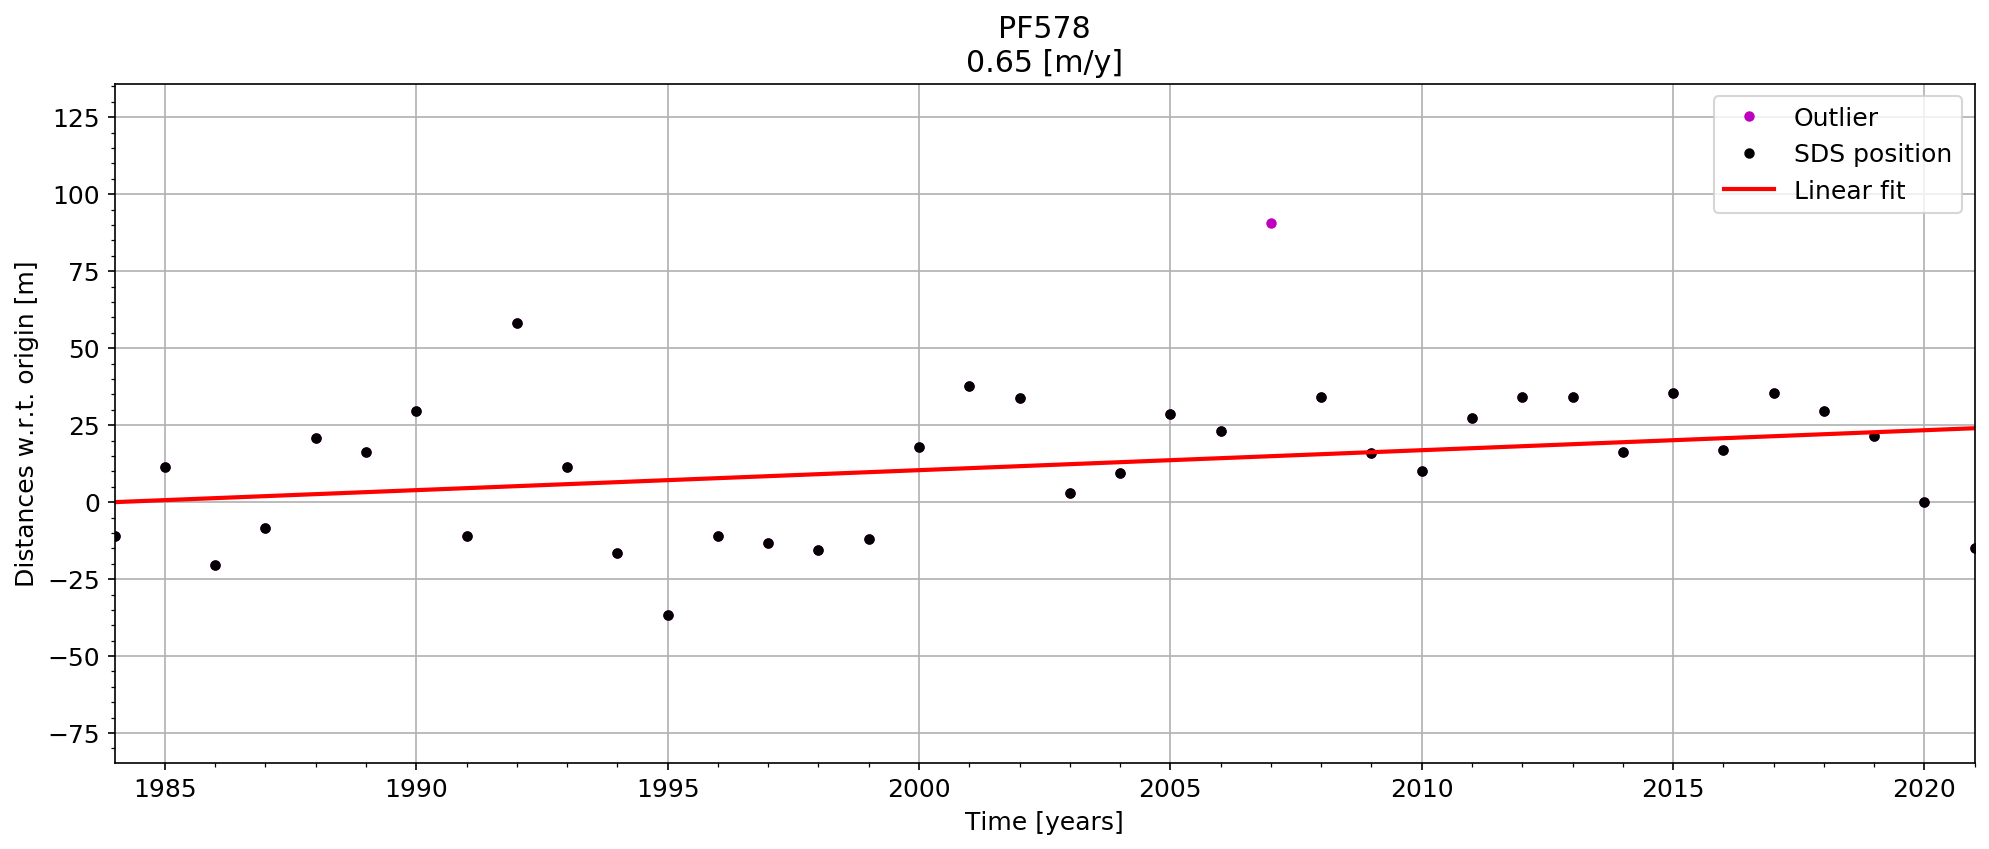 PF578
0.65 [m/y]
Distances w.r.t. origin [m]
125
100
75
50
25
0
−25
−50
−75
Outlier
SDS position
Linear fit
1985
1990
1995
2000
2005
2010
2015
2020
Time [years]